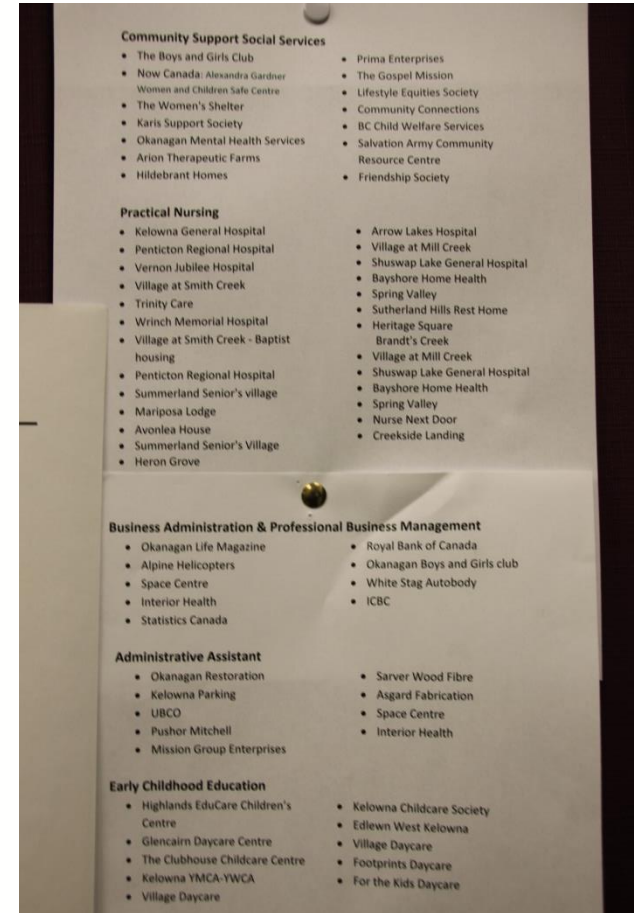 Community Support Social Services
The Boys and Girls Club
Now Canada: Alexandra Gardner
Women and Children Safe Centre
The Women's Shelter
Karis Support Society
Okanagan Mental Health Services
Arion Therapeutic Farms
Hildebrant Homes
Prima Enterprises
The Gospel Mission
Lifestyle Equities Society
Community Connections
BC Child Welfare Services
Salvation Army Community
Resource Centre
Friendship Society
Practical Nursing
Kelowna General Hospital
Penticton Regional Hospital
Vernon Jubilee Hospital
Village at Smith Creek
Trinity Care
Wrinch Memorial Hospital
Village at Smith Creek - Baptist
housing
Penticton Regional Hospital
Summerland Senior's village
Mariposa Lodge
Avonlea House
Summerland Senior's Village
Heron Grove
Arrow Lakes Hospital
Village at Mill Creek
Shuswap Lake General Hospital
Bayshore Home Health
Spring Valley
Sutherland Hills Rest Home
Heritage Square
Brandt's Creek
Village at Mill Creek
Shuswap Lake General Hospital
Bayshore Home Health
Spring Valley
Nurse Next Door
Creekside Landing
Business Administration & Professional Business Management
Okanagan Life Magazine
Alpine Helicopters
Space Centre
Interior Health
Statistics Canada
Royal Bank of Canada
Okanagan Boys and Girls club
White Stag Autobody
ICBC
Administrative Assistant
Okanagan Restoration
Kelowna Parking
UBCO
Pushor Mitchell
Mission Group Enterprises
Sarver Wood Fibre
Asgard Fabrication
Space Centre
Interior Health
Early Childhood Education
Highlands EduCare Children's
Centre
Glencairn Daycare Centre
The Clubhouse Childcare Centre
Kelowna YMCA-YWCA
Village Daycare
Kelowna Childcare Society
Edlewn West Kelowna
Village Daycare
Footprints Daycare
For the Kids Daycare